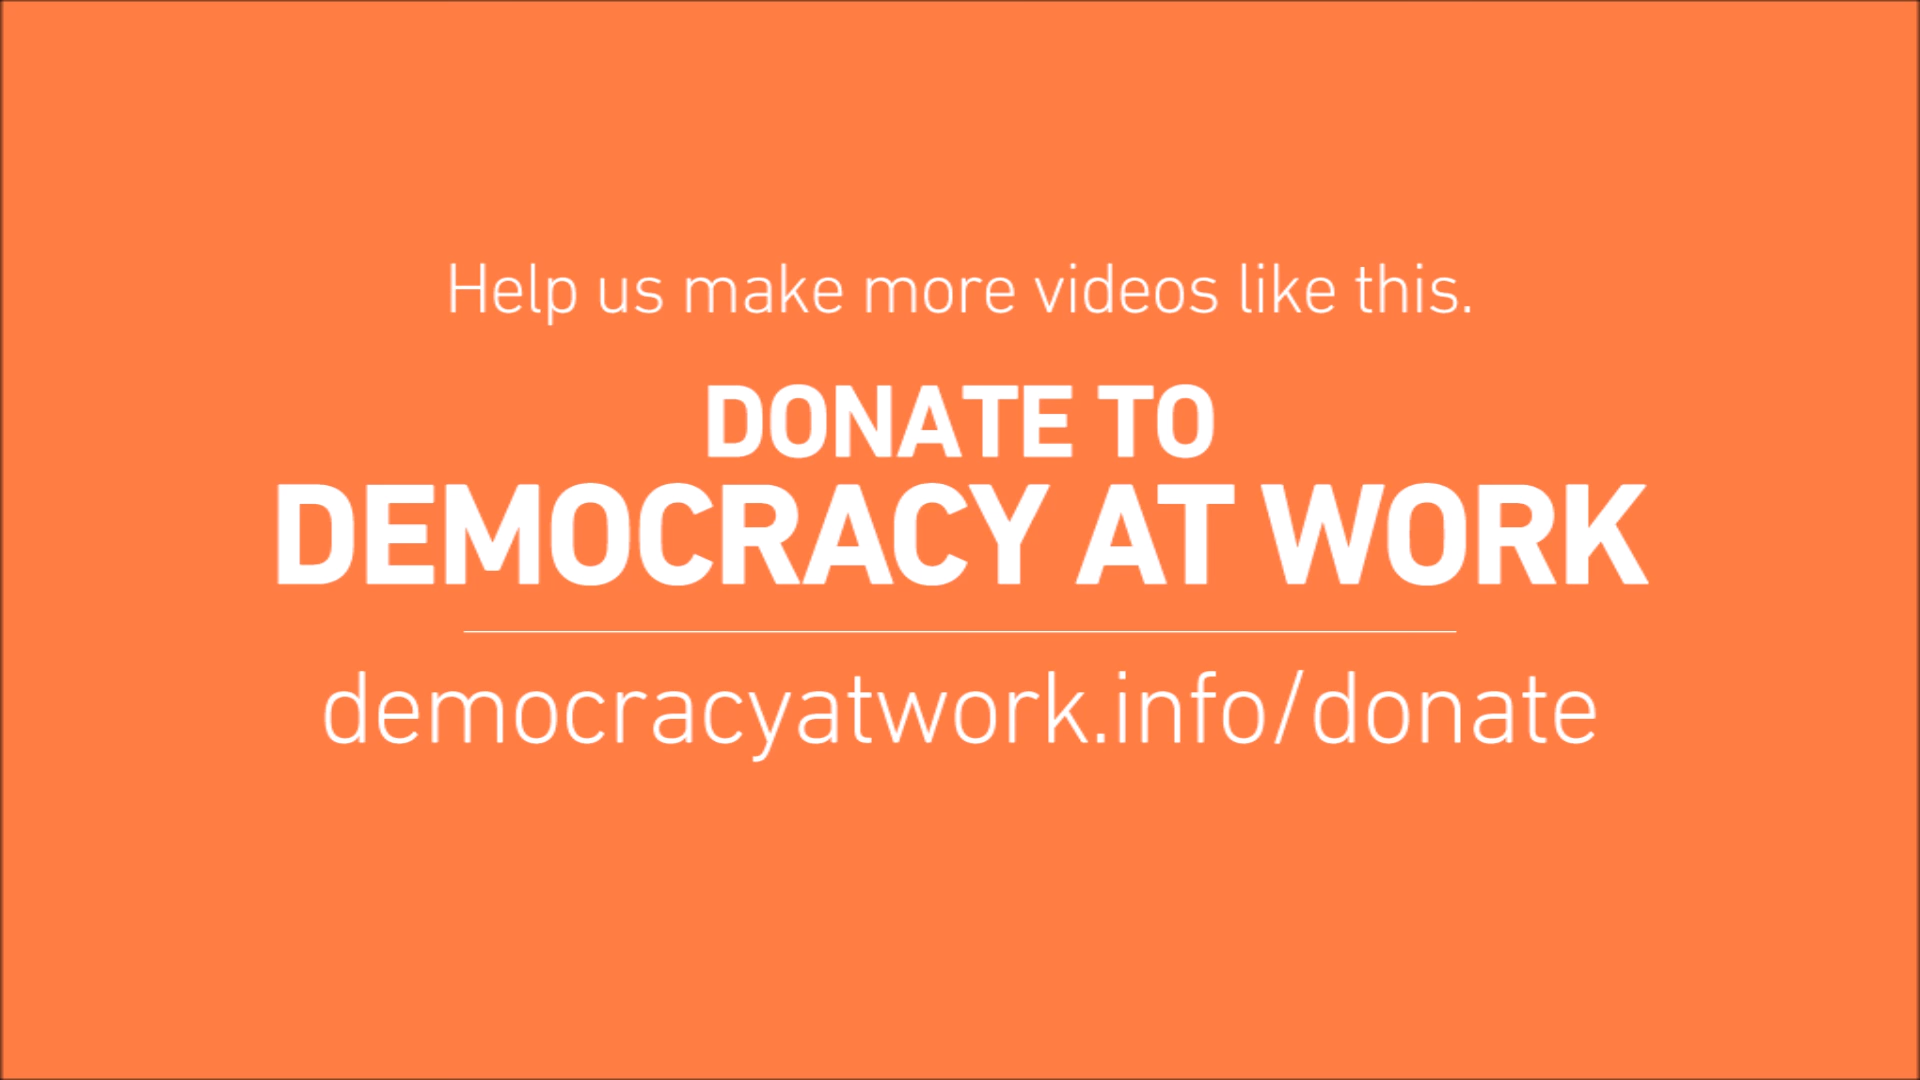 Help us make more videos like this.
DONATE TO
DEMOCRACY AT WORK
democracyatwork.info/donate